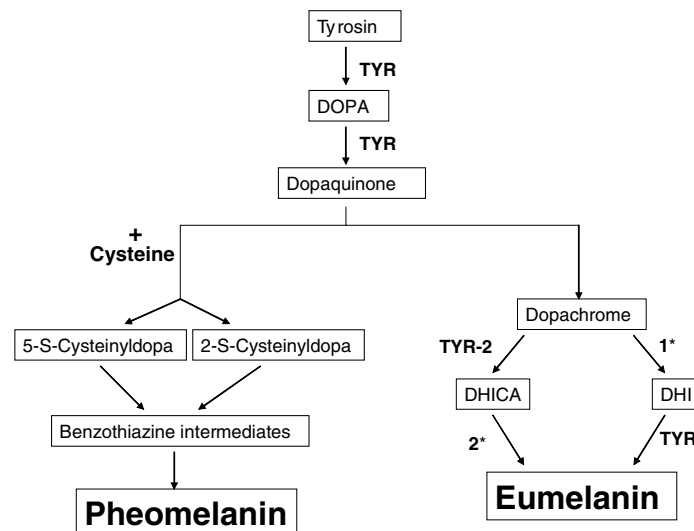 Tyrosin
TYR
DOPA
TYR
Dopaquinone
+
Cysteine
Dopachrome
5-S-Cysteinyldopa
2-S-Cysteinyldopa
TYR-2
1*
DHICA
DHI
Benzothiazine intermediates
2*
TYR
Pheomelanin
Eumelanin